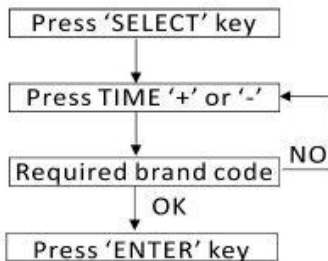 Press ‘SELECT’ key
Press TIME ‘+’ or ‘-’
Required brand code
NO
OK
Press ‘ENTER’ key